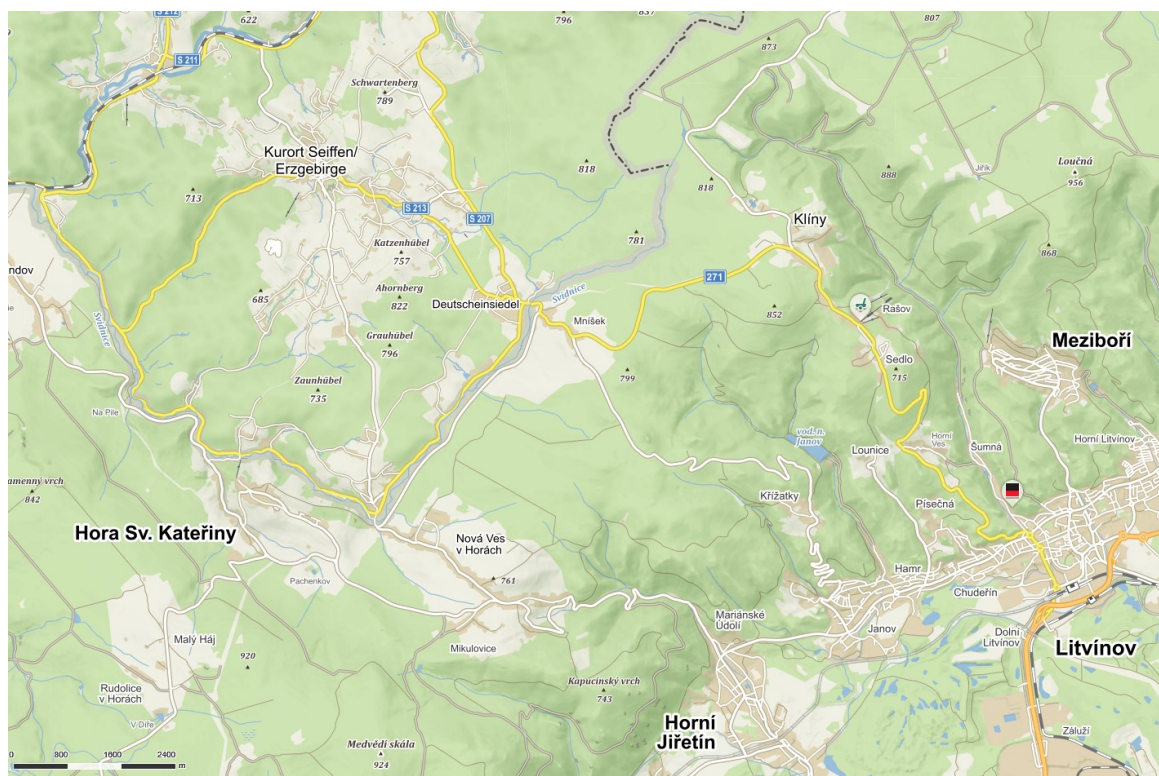 S 212
622
796
837
807
873
S 211
Schwartenberg
789
Kurort Seiffen/
Erzgebirge
818
818
888
Jiřík
Loučná
956
713
S 213
S 207
Klíny
Katzenhübel
757
781
868
ndov
Svídnice
685
Ahornberg
822
Deutscheinsiedel
Svídnice
271
Mníšek
852
Rašov
Meziboří
Grauhübel
796
Sedlo
715
Zaunhübel
735
799
Na Pile
vod. n.
Janov
Lounice
Horní
Ves
Šumná
Horní Litvínov
amenný vrch
842
Křížatky
Písečná
Hora Sv. Kateřiny
Nová Ves
v Horách
761
Hamr
Chudeřín
Pachenkov
Mariánské
Údolí
Janov
Dolní
Litvínov
Litvínov
Malý Háj
920
Mikulovice
Rudolice
v Horách
Kapucínský vrch
743
V Díře
Horní
Jiřetín
Medvědí skála
924
Záluží
0 800 1600 2400
m